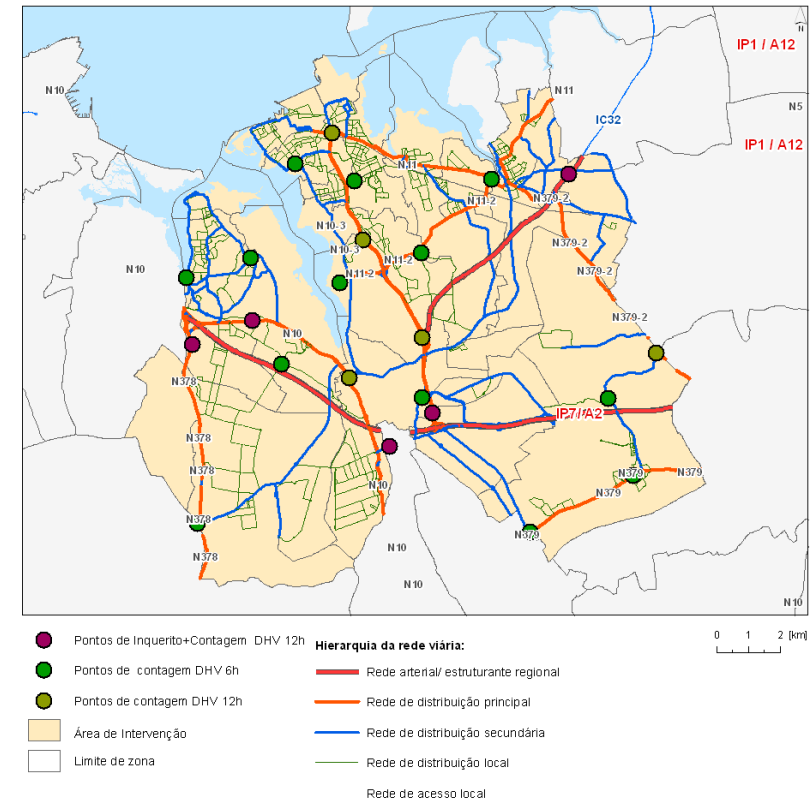 N
IP1 / A12
N10
N11
N5
IC32
IP1 / A12
N11
N11-2
N379-2
N10-3
N10-3
N379-2
N10
N11-2
N11-2
N379-2
N379-2
N10
N378
IP7/A2
N378
N378
N10
N379
N379
N379
N378
N379
N10
N378
N10
N10
Pontos de Inquerito+Contagem DHV 12h
Pontos de contagem DHV 6h
Pontos de contagem DHV 12h
Área de Intervenção
Limite de zona
Hierarquia da rede viária:
Rede arterial/ estruturante regional
Rede de distribuição principal
Rede de distribuição secundária
Rede de distribuição local
Rede de acesso local
0 1 2 [km]